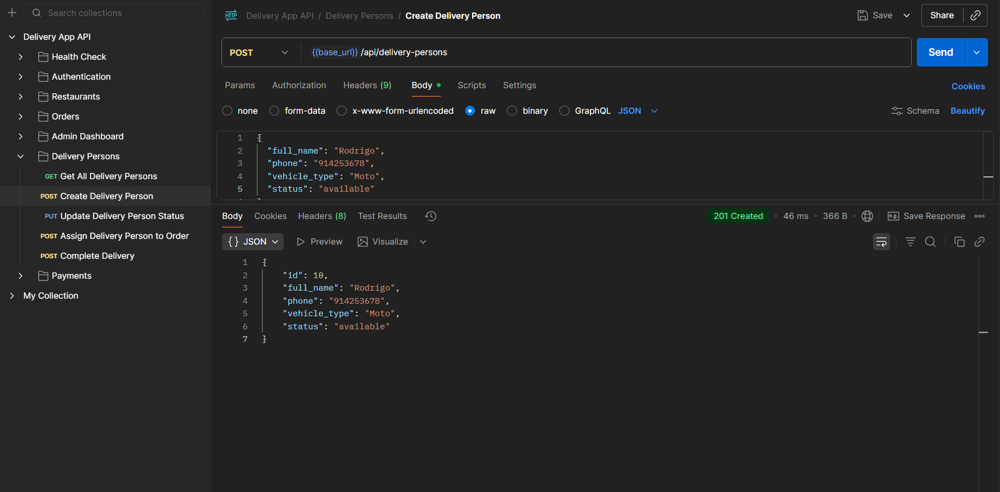 Search collections
Delivery App API
Health Check
Authentication
Restaurants
Orders
Admin Dashboard
Delivery Persons
GET Get All Delivery Persons
POST Create Delivery Person
PUT Update Delivery Person Status
POST Assign Delivery Person to Order
POST Complete Delivery
Payments
My Collection
HTTP Delivery App API / Delivery Persons / Create Delivery Person
Save
Share
POST {{base_url}} /api/delivery-persons
Send
Params Authorization Headers (9) Body Scripts Settings
Cookies
none form-data x-www-form-urlencoded raw binary GraphQL JSON
Schema Beautify
1 {
2 "full_name": "Rodrigo",
3 "phone": "914253678",
4 "vehicle_type": "Moto",
5 "status": "available"
Body Cookies Headers (8) Test Results
201 Created • 46 ms • 366 B •
e.g. Save Response
{} JSON Preview Visualize
1 {
2 "id": 10,
3 "full_name": "Rodrigo",
4 "phone": "914253678",
5 "vehicle_type": "Moto",
6 "status": "available"
7 }